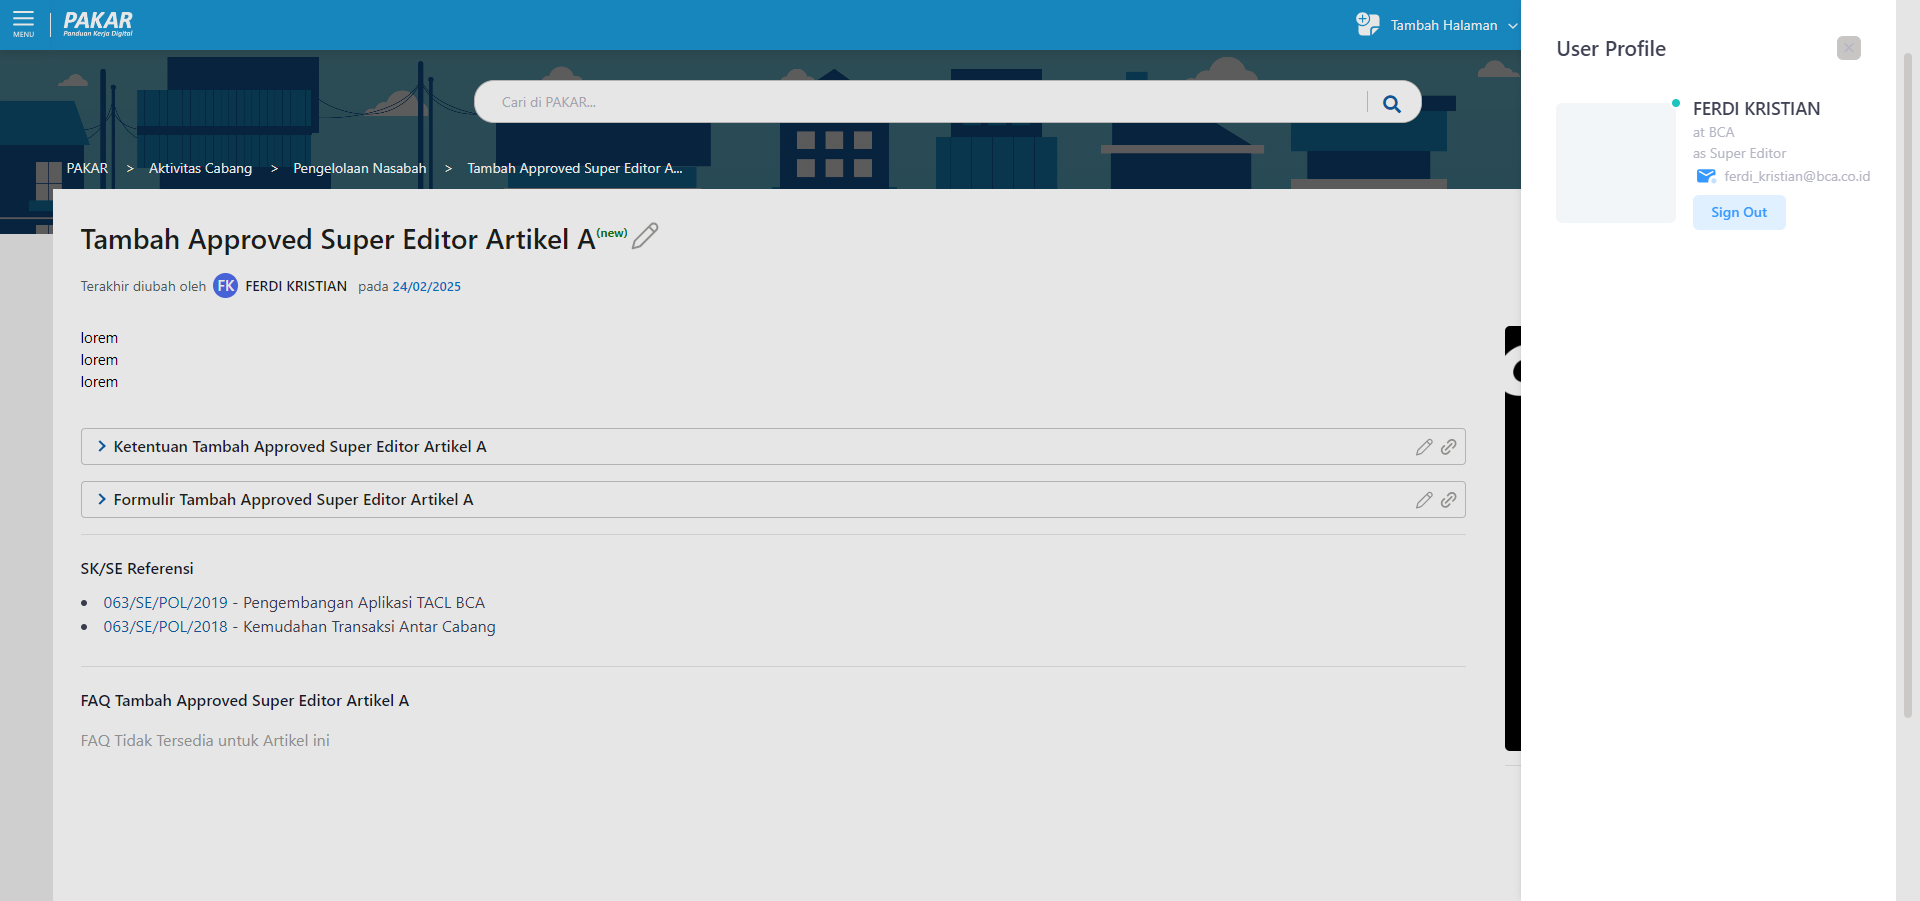 MENU
PAKAR
Panduan Kerja Digital
Tambah Halaman
Cari di PAKAR...
PAKAR > Aktivitas Cabang > Pengelolaan Nasabah > Tambah Approved Super Editor A...
Tambah Approved Super Editor Artikel A(new)
Terakhir diubah oleh FK FERDI KRISTIAN pada 24/02/2025
lorem
lorem
lorem
Ketentuan Tambah Approved Super Editor Artikel A
Formulir Tambah Approved Super Editor Artikel A
SK/SE Referensi
063/SE/POL/2019 - Pengembangan Aplikasi TACL BCA
063/SE/POL/2018 - Kemudahan Transaksi Antar Cabang
FAQ Tambah Approved Super Editor Artikel A
FAQ Tidak Tersedia untuk Artikel ini
User Profile
FERDI KRISTIAN
at BCA
as Super Editor
ferdi_kristian@bca.co.id
Sign Out